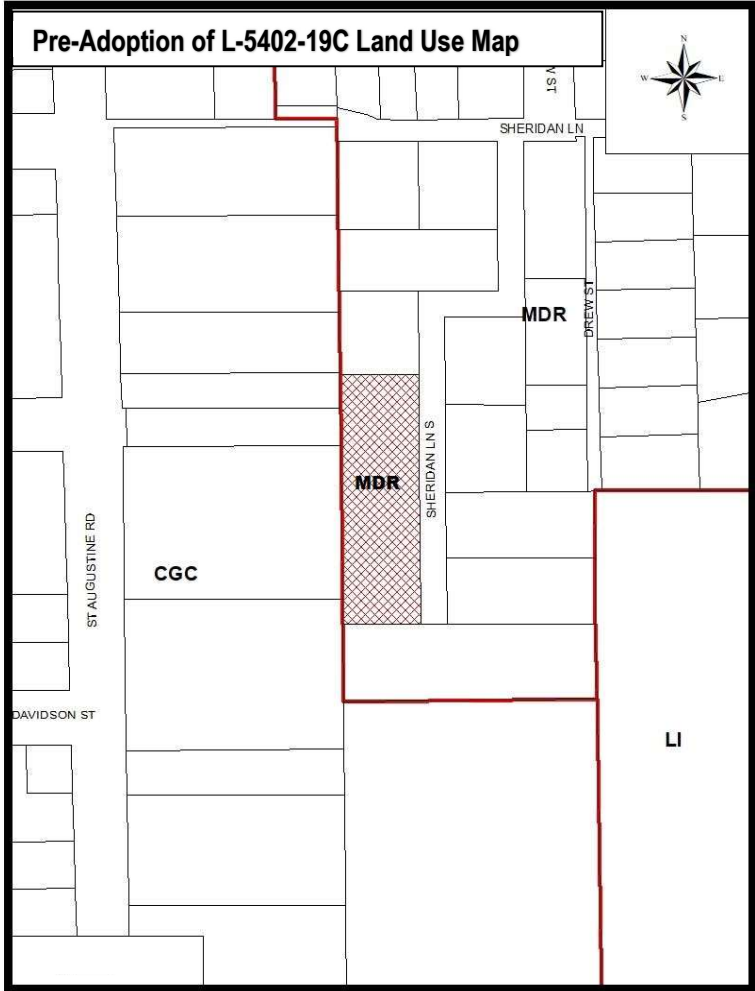 Pre-Adoption of L-5402-19C Land Use Map
N
W E
S
W ST
SHERIDAN LN
MDR
DREW ST
MDR
SHERIDAN LN S
ST AUGUSTINE RD
CGC
DAVIDSON ST
LI